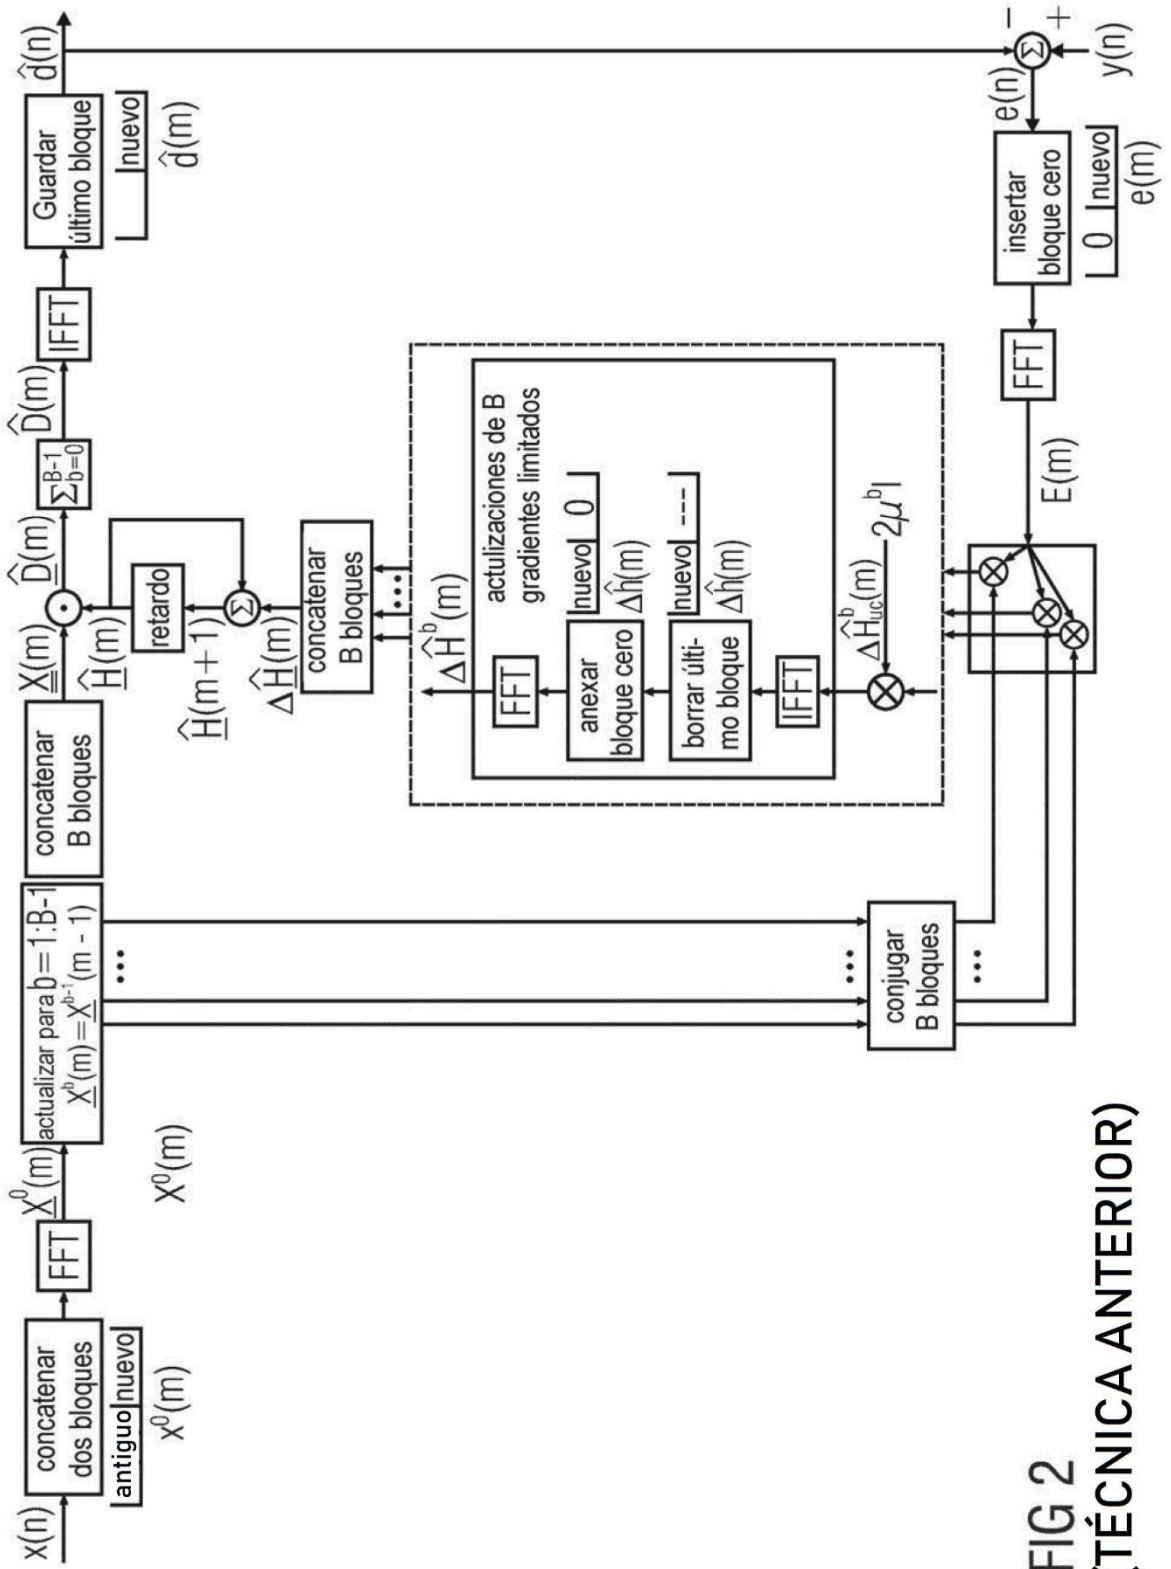 x(n)
concatenar
dos bloques
antiguo nuevo
x⁰(m)
FFT
X⁰(m)
X⁰(m)
actualizar para b=1:B-1
Xᵇ(m)=Xᵇ⁻¹(m - 1)
concatenar
B bloques
X(m)
D̂(m)
Σ B-1 b=0
D̂(m)
IFFT
Guardar
último bloque
nuevo
d̂(m)
d̂(n)
Ĥ(m)
retardo
Ĥ(m+1)
Σ
ΔĤ(m)
concatenar
B bloques
ΔĤᵇ(m)
actulizaciones de B
gradientes limitados
FFT
anexar
bloque cero
nuevo 0
Δĥ(m)
borrar últi-
mo bloque
nuevo ---
Δĥ(m)
IFFT
ΔĤᵇuc(m)
2μᵇI
conjugar
B bloques
E(m)
FFT
insertar
bloque cero
0 nuevo
e(m)
e(n)
Σ
−
+
y(n)
FIG 2
(TÉCNICA ANTERIOR)